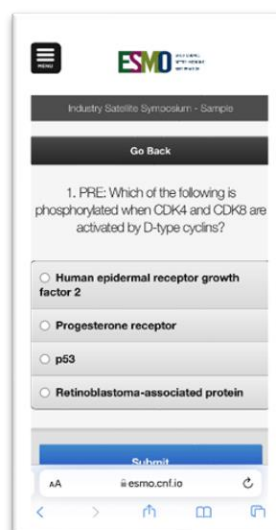 MENU
ESMO
Industry Satellite Symposium - Sample
Go Back
1. PRE: Which of the following is
phosphorylated when CDK4 and CDK8 are
activated by D-type cyclins?
Human epidermal receptor growth
factor 2
Progesterone receptor
p53
Retinoblastoma-associated protein
Submit
AA
esmo.cnf.io